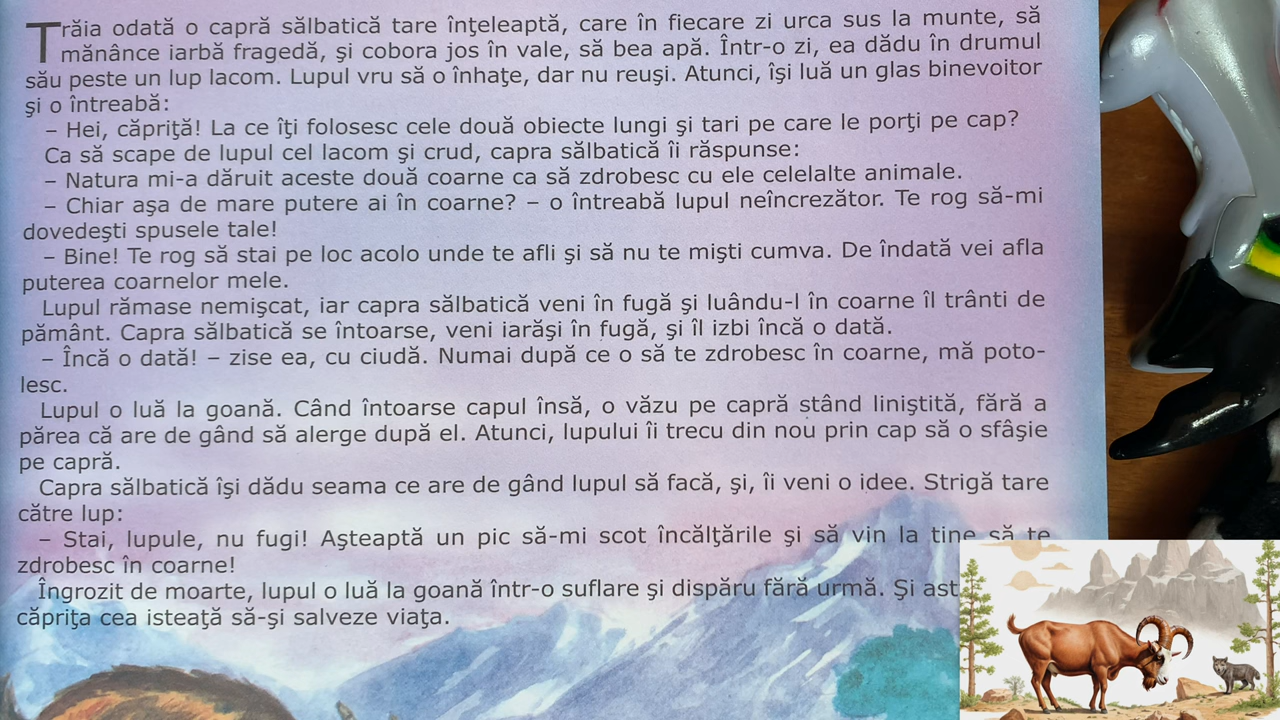 Trăia odată o capră sălbatică tare înţeleaptă, care în fiecare zi urca sus la munte, să
mănânce iarbă fragedă, şi cobora jos în vale, să bea apă. Într-o zi, ea dădu în drumul
său peste un lup lacom. Lupul vru să o înhaţe, dar nu reuşi. Atunci, îşi luă un glas binevoitor
şi o întreabă:
– Hei, căpriţă! La ce îţi folosesc cele două obiecte lungi şi tari pe care le porţi pe cap?
Ca să scape de lupul cel lacom şi crud, capra sălbatică îi răspunse:
– Natura mi-a dăruit aceste două coarne ca să zdrobesc cu ele celelalte animale.
– Chiar aşa de mare putere ai în coarne? – o întreabă lupul neîncrezător. Te rog să-mi
dovedeşti spusele tale!
– Bine! Te rog să stai pe loc acolo unde te afli şi să nu te mişti cumva. De îndată vei afla
puterea coarnelor mele.
Lupul rămase nemişcat, iar capra sălbatică veni în fugă şi luându-l în coarne îl trânti de
pământ. Capra sălbatică se întoarse, veni iarăşi în fugă, şi îl izbi încă o dată.
– Încă o dată! – zise ea, cu ciudă. Numai după ce o să te zdrobesc în coarne, mă poto-
lesc.
Lupul o luă la goană. Când întoarse capul însă, o văzu pe capră stând liniştită, fără a
părea că are de gând să alerge după el. Atunci, lupului îi trecu din nou prin cap să o sfâşie
pe capră.
Capra sălbatică îşi dădu seama ce are de gând lupul să facă, şi, îi veni o idee. Strigă tare
către lup:
– Stai, lupule, nu fugi! Aşteaptă un pic să-mi scot încălţările şi să vin la tine să te
zdrobesc în coarne!
Îngrozit de moarte, lupul o luă la goană într-o suflare şi dispăru fără urmă. Şi
căpriţa cea isteaţă să-şi salveze viaţa.